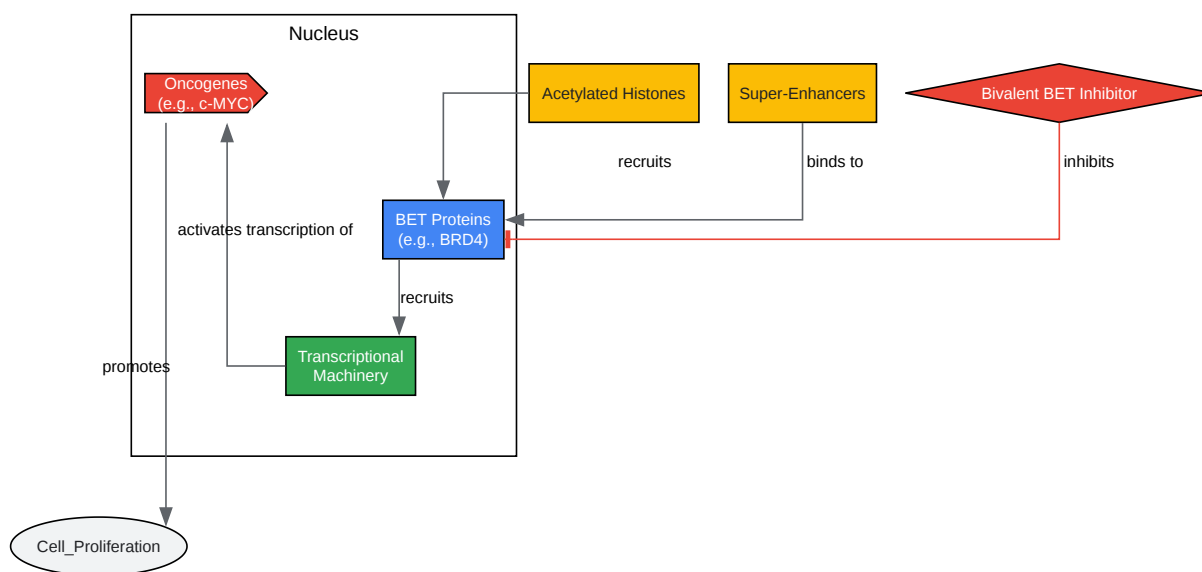 Nucleus
Oncogenes
(e.g., c-MYC)
Acetylated Histones
Super-Enhancers
Bivalent BET Inhibitor
recruits
binds to
inhibits
activates transcription of
BET Proteins
(e.g., BRD4)
recruits
Transcriptional
Machinery
promotes
Cell_Proliferation